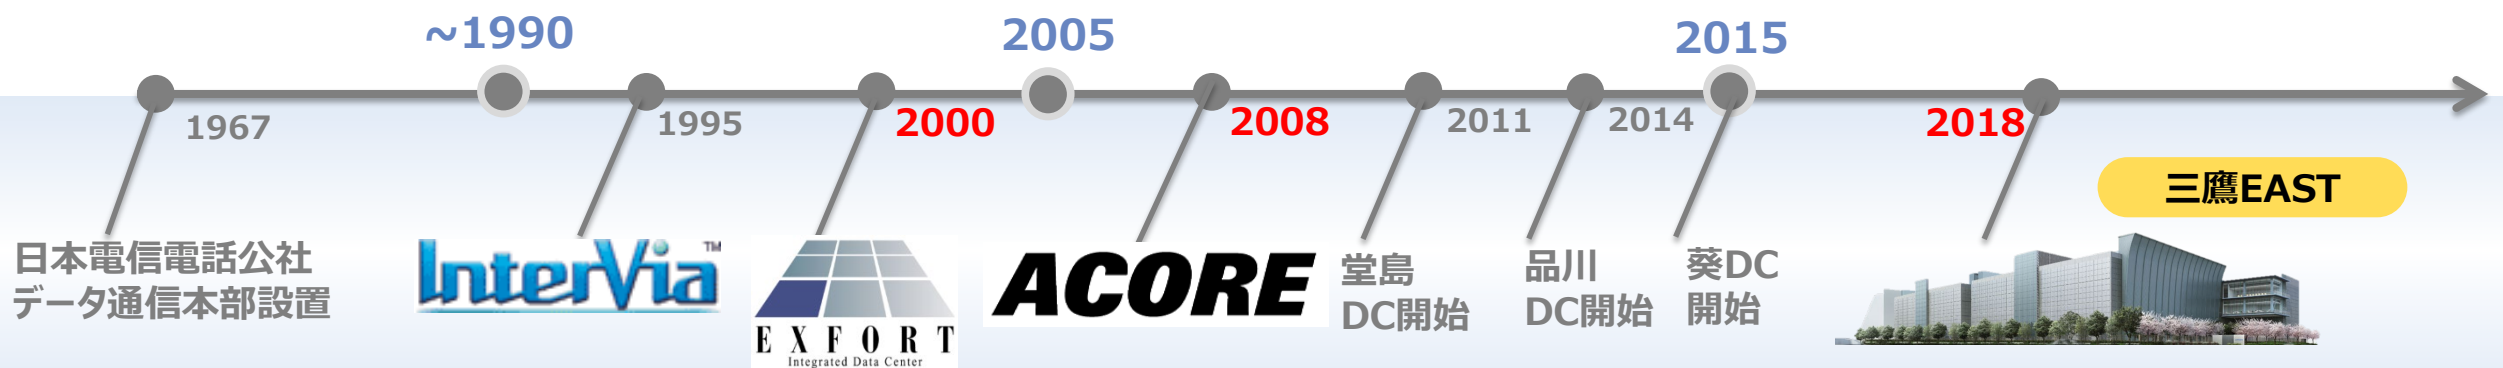 ~1990
2005
2015
1967
1995
2000
2008
2011
2014
2018
三鷹EAST
日本電信電話公社
データ通信本部設置
InterVia™
EXFORT
Integrated Data Center
ACORE
堂島
DC開始
品川
DC開始
葵DC
開始